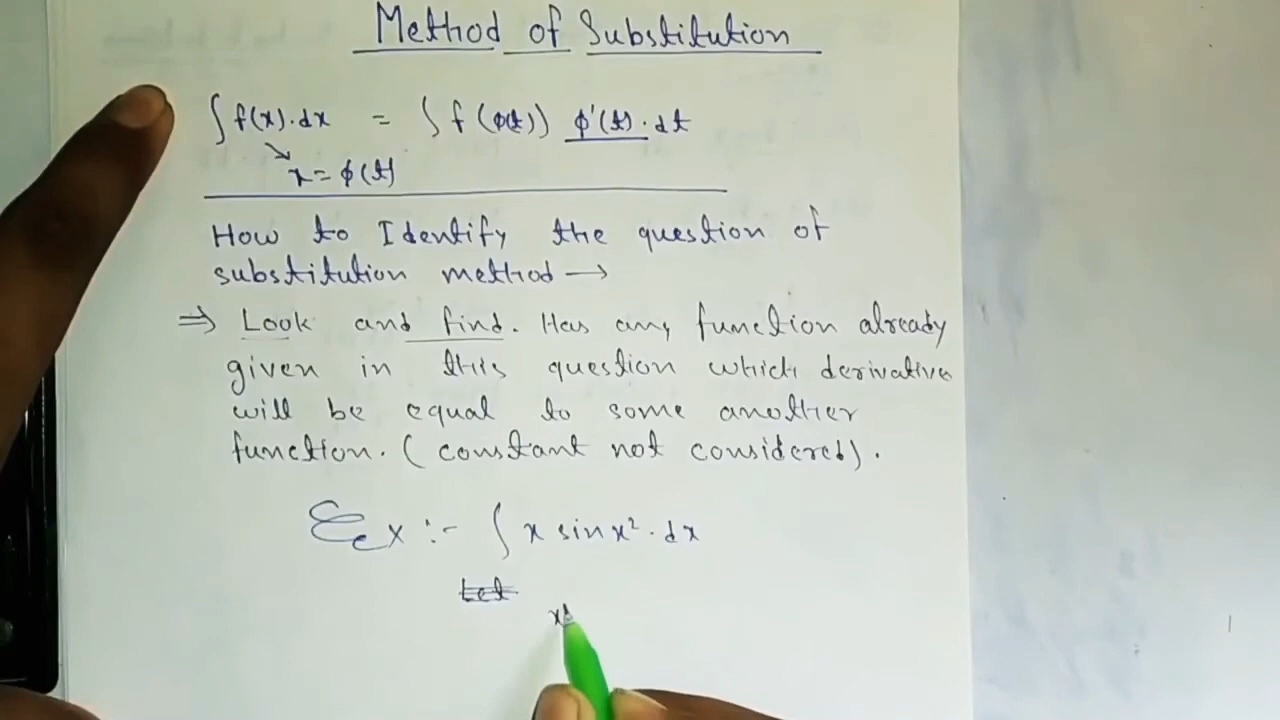 Method of Substitution
∫ f(x).dx = ∫ f (φ(t)) φ'(t) . dt
x = φ(t)
How to Identify the question of
substitution method →
⇒ Look and find. Has any function already
given in this question which derivative
will be equal to some another
function. ( constant not considered) .
Ex :- ∫ x sin x² . dx
Let
x